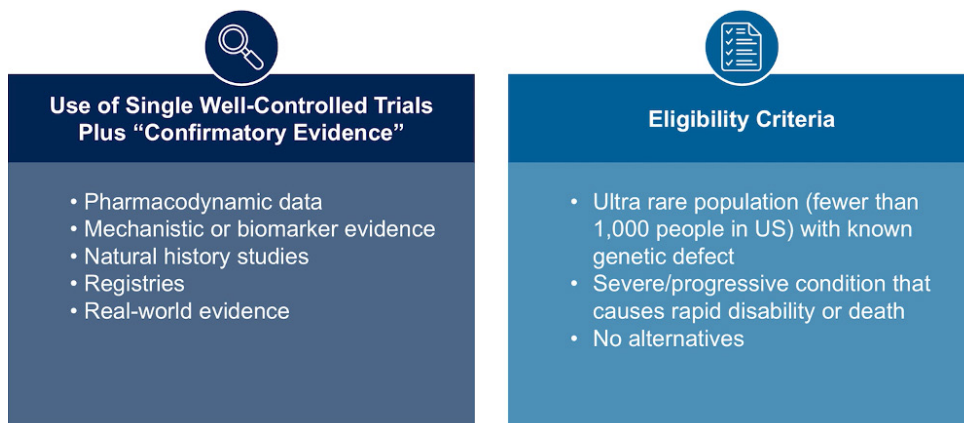 Use of Single Well-Controlled Trials
Plus “Confirmatory Evidence”
• Pharmacodynamic data
• Mechanistic or biomarker evidence
• Natural history studies
• Registries
• Real-world evidence
Eligibility Criteria
• Ultra rare population (fewer than
1,000 people in US) with known
genetic defect
• Severe/progressive condition that
causes rapid disability or death
• No alternatives